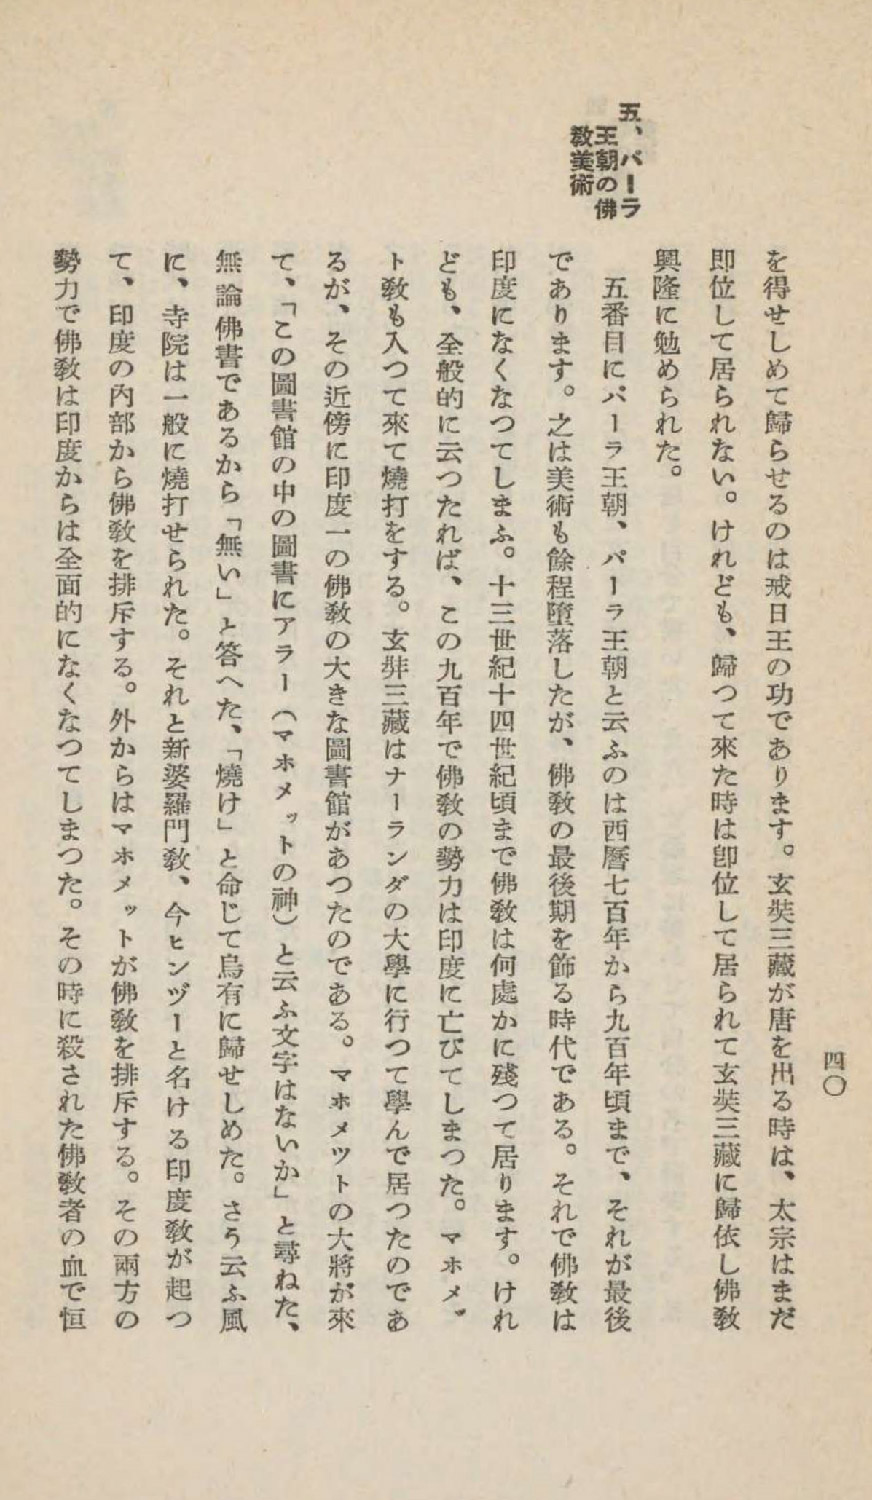 四〇
を得せしめて歸らせるのは戒日王の功であります。玄奘三藏が唐を出る時は、太宗はまだ
即位して居られない。けれども、歸つて來た時は卽位して居られて玄奘三藏に歸依し佛敎
興隆に勉められた。
五、パーラ
王朝の佛
敎美術
五番目にパーラ王朝、パーラ王朝と云ふのは西曆七百年から九百年頃まで、それが最後
であります。之は美術も餘程墮落したが、佛敎の最後期を飾る時代である。それで佛敎は
印度になくなつてしまふ。十三世紀十四世紀頃まで佛敎は何處かに殘つて居ります。けれ
ども、全般的に云つたれば、この九百年で佛敎の勢力は印度に亡びてしまつた。マホメッ
ト敎も入つて來て燒打をする。玄弉三藏はナーランダの大學に行つて學んで居つたのであ
るが、その近傍に印度一の佛敎の大きな圖書館があつたのである。マホメツトの大將が來
て、「この圖書館の中の圖書にアラー（マホメットの神）と云ふ文字はないか」と尋ねた、
無論佛書であるから「無い」と答へた、「燒け」と命じて烏有に歸せしめた。さう云ふ風
に、寺院は一般に燒打せられた。それと新婆羅門敎、今ヒンヅーと名ける印度敎が起つ
て、印度の內部から佛敎を排斥する。外からはマホメットが佛敎を排斥する。その兩方の
勢力で佛敎は印度からは全面的になくなつてしまつた。その時に殺された佛敎者の血で恒